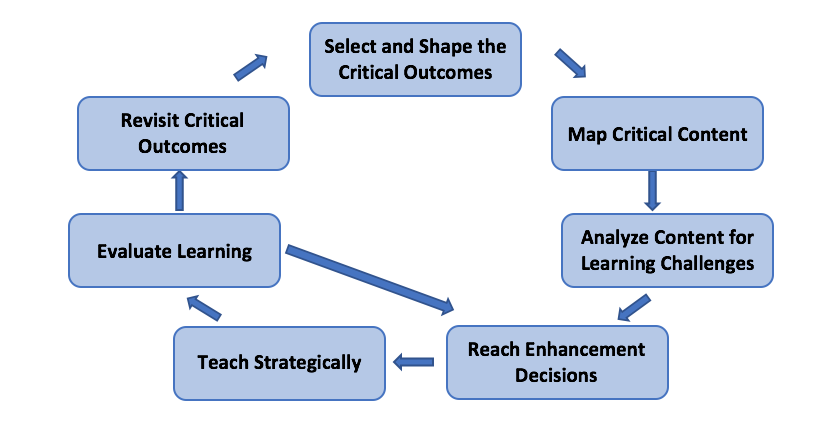 Select and Shape the
Critical Outcomes
Map Critical Content
Analyze Content for
Learning Challenges
Reach Enhancement
Decisions
Teach Strategically
Evaluate Learning
Revisit Critical
Outcomes